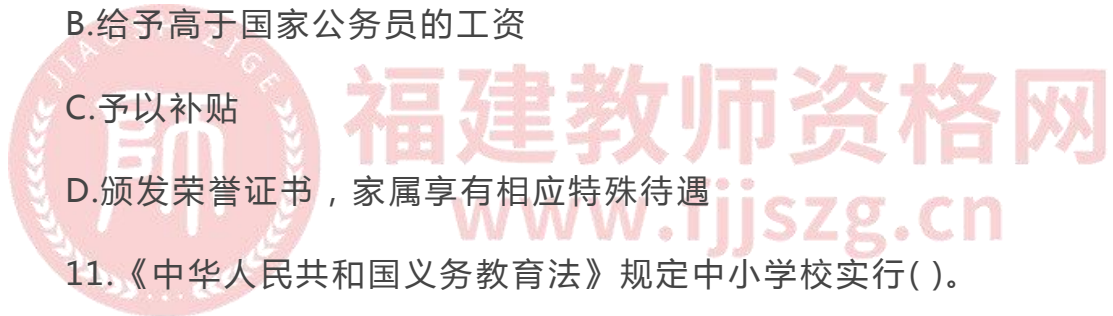 B.给予高于国家公务员的工资
C.予以补贴
福建教师资格网
D.颁发荣誉证书，家属享有相应特殊待遇
www.fjjszg.cn
11.《中华人民共和国义务教育法》规定中小学校实行( )。